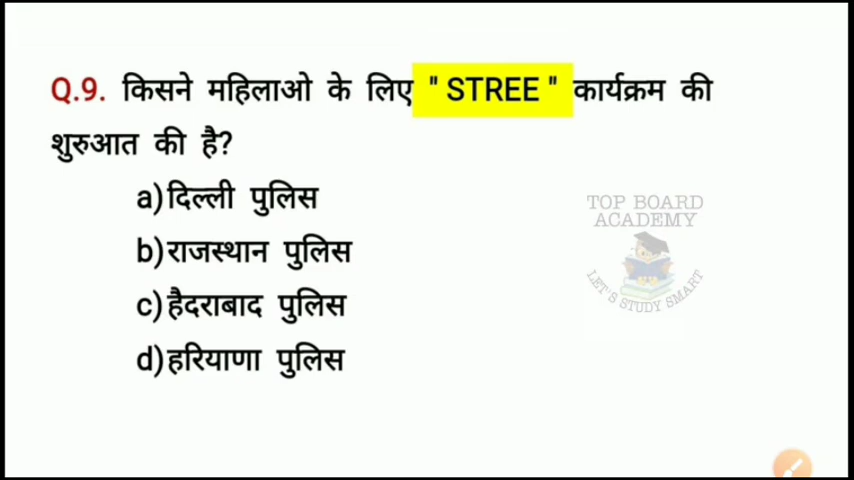 Q.9. किसने महिलाओ के लिए " STREE " कार्यक्रम की
शुरुआत की है?
a)दिल्ली पुलिस
b)राजस्थान पुलिस
c)हैदराबाद पुलिस
d)हरियाणा पुलिस
TOP BOARD
ACADEMY
LET'S STUDY SMART